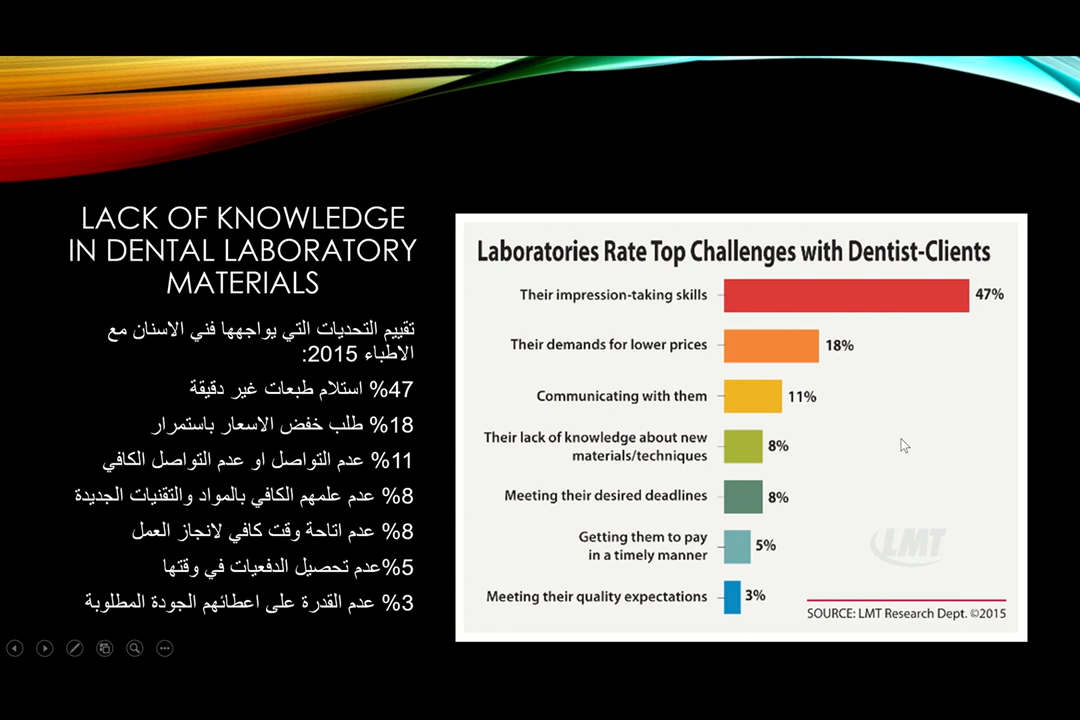 LACK OF KNOWLEDGE
IN DENTAL LABORATORY
MATERIALS
تقييم التحديات التي يواجهها فني الاسنان مع
الاطباء 2015:
47% استلام طبعات غير دقيقة
18% طلب خفض الاسعار باستمرار
11% عدم التواصل او عدم التواصل الكافي
8% عدم علمهم الكافي بالمواد والتقنيات الجديدة
8% عدم اتاحة وقت كافي لانجاز العمل
5%عدم تحصيل الدفعيات في وقتها
3% عدم القدرة على اعطائهم الجودة المطلوبة
Laboratories Rate Top Challenges with Dentist-Clients
Their impression-taking skills 47%
Their demands for lower prices 18%
Communicating with them 11%
Their lack of knowledge about new
materials/techniques 8%
Meeting their desired deadlines 8%
Getting them to pay
in a timely manner 5%
Meeting their quality expectations 3%
LMT
SOURCE: LMT Research Dept. ©2015